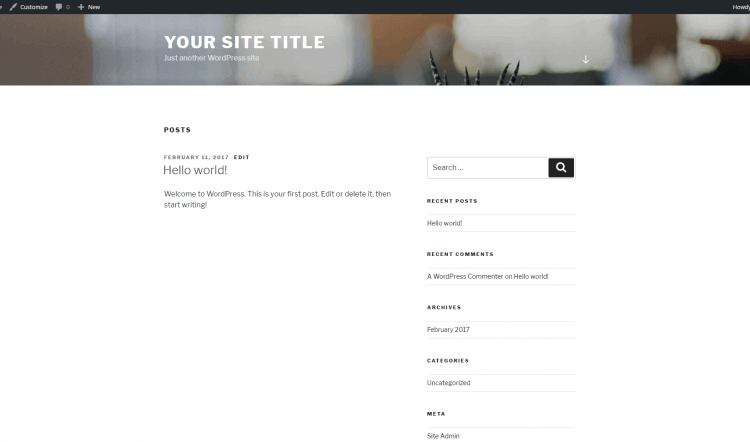 Customize 0 New Howdy
YOUR SITE TITLE
Just another WordPress site
POSTS
FEBRUARY 11, 2017 EDIT
Hello world!
Welcome to WordPress. This is your first post. Edit or delete it, then
start writing!
Search …
RECENT POSTS
Hello world!
RECENT COMMENTS
A WordPress Commenter on Hello world!
ARCHIVES
February 2017
CATEGORIES
Uncategorized
META
Site Admin